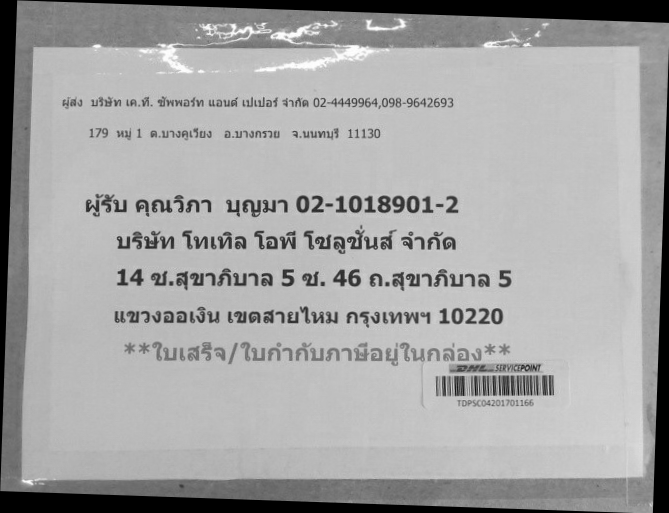 ผู้ส่ง บริษัท เค.ที. ซัพพอร์ท แอนด์ เปเปอร์ จำกัด 02-4449964,098-9642693
179 หมู่ 1 ต.บางคูเวียง อ.บางกรวย จ.นนทบุรี 11130
ผู้รับ คุณวิภา บุญมา 02-1018901-2
บริษัท โทเทิล โอพี โซลูชั่นส์ จำกัด
14 ซ.สุขาภิบาล 5 ซ. 46 ถ.สุขาภิบาล 5
แขวงออเงิน เขตสายไหม กรุงเทพฯ 10220
**ใบเสร็จ/ใบกำกับภาษีอยู่ในกล่อง**
DHL SERVICEPOINT
TDPSC04201701166